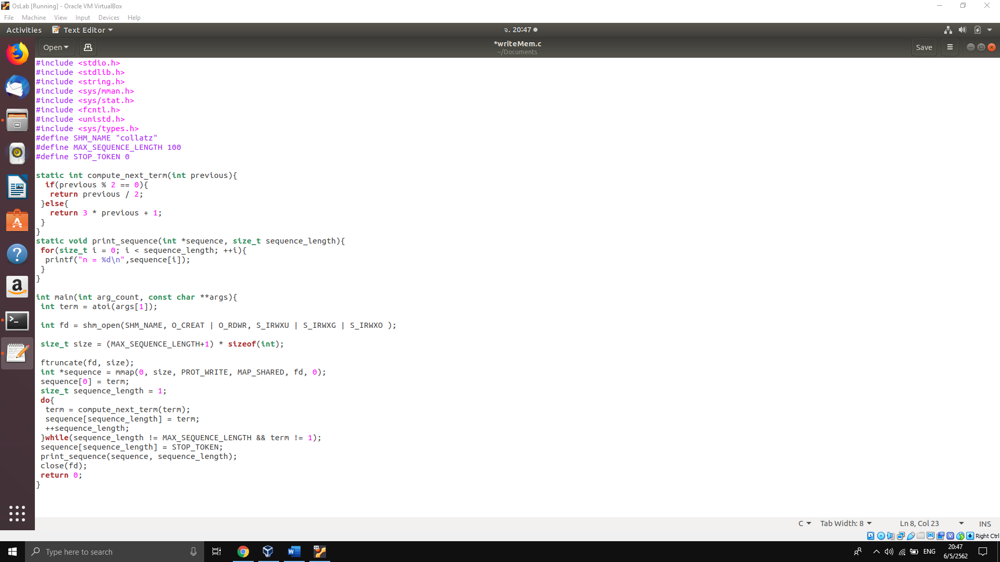 OsLab [Running] - Oracle VM VirtualBox
File Machine View Input Devices Help
Activities Text Editor จ. 20:47
Open *writeMem.c Save
~/Documents
#include <stdio.h>
#include <stdlib.h>
#include <string.h>
#include <sys/mman.h>
#include <sys/stat.h>
#include <fcntl.h>
#include <unistd.h>
#include <sys/types.h>
#define SHM_NAME "collatz"
#define MAX_SEQUENCE_LENGTH 100
#define STOP_TOKEN 0
static int compute_next_term(int previous){
if(previous % 2 == 0){
return previous / 2;
}else{
return 3 * previous + 1;
}
}
static void print_sequence(int *sequence, size_t sequence_length){
for(size_t i = 0; i < sequence_length; ++i){
printf("n = %d\n",sequence[i]);
}
}
int main(int arg_count, const char **args){
int term = atoi(args[1]);
int fd = shm_open(SHM_NAME, O_CREAT | O_RDWR, S_IRWXU | S_IRWXG | S_IRWXO );
size_t size = (MAX_SEQUENCE_LENGTH+1) * sizeof(int);
ftruncate(fd, size);
int *sequence = mmap(0, size, PROT_WRITE, MAP_SHARED, fd, 0);
sequence[0] = term;
size_t sequence_length = 1;
do{
term = compute_next_term(term);
sequence[sequence_length] = term;
++sequence_length;
}while(sequence_length != MAX_SEQUENCE_LENGTH && term != 1);
sequence[sequence_length] = STOP_TOKEN;
print_sequence(sequence, sequence_length);
close(fd);
return 0;
}
C Tab Width: 8 Ln 8, Col 23 INS
Right Ctrl
Type here to search ENG 20:47
6/5/2562